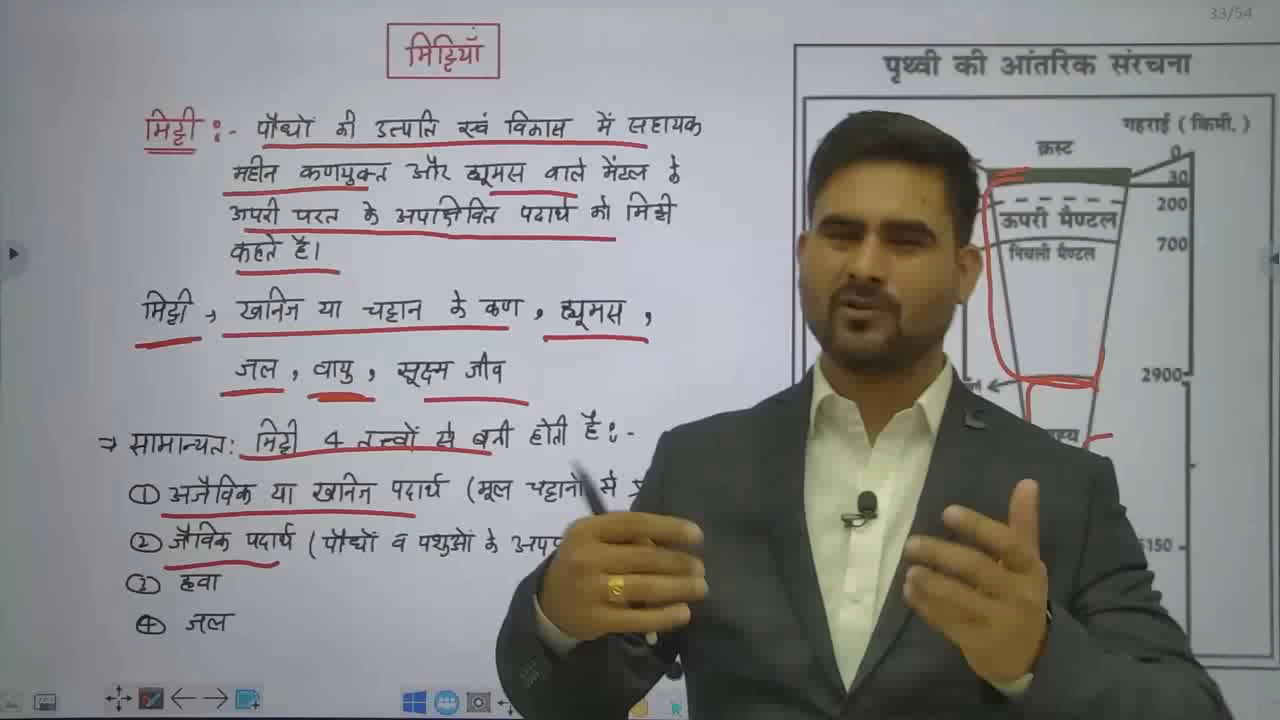 33/54
मिट्टियाँ
मिट्टी :- पौधों की उत्पति एवं विकास में सहायक
महीन कणयुक्त और ह्यूमस वाले मेंटल के
ऊपरी परत के अपक्षयित पदार्थ को मिट्टी
कहते है।
मिट्टी → खनिज या चट्टान के कण , ह्यूमस ,
जल , वायु , सूक्ष्म जीव
→ सामान्यत: मिट्टी 4 तत्त्वों से बनी होती है :-
① अजैविक या खनिज पदार्थ (मूल चट्टानों से
② जैविक पदार्थ (पौधों व पशुओं के
③ हवा
④ जल
पृथ्वी की आंतरिक संरचना
गहराई ( किमी. )
क्रस्ट
0
30
200
ऊपरी मैण्टल
700
निचली मैण्टल
2900
5150